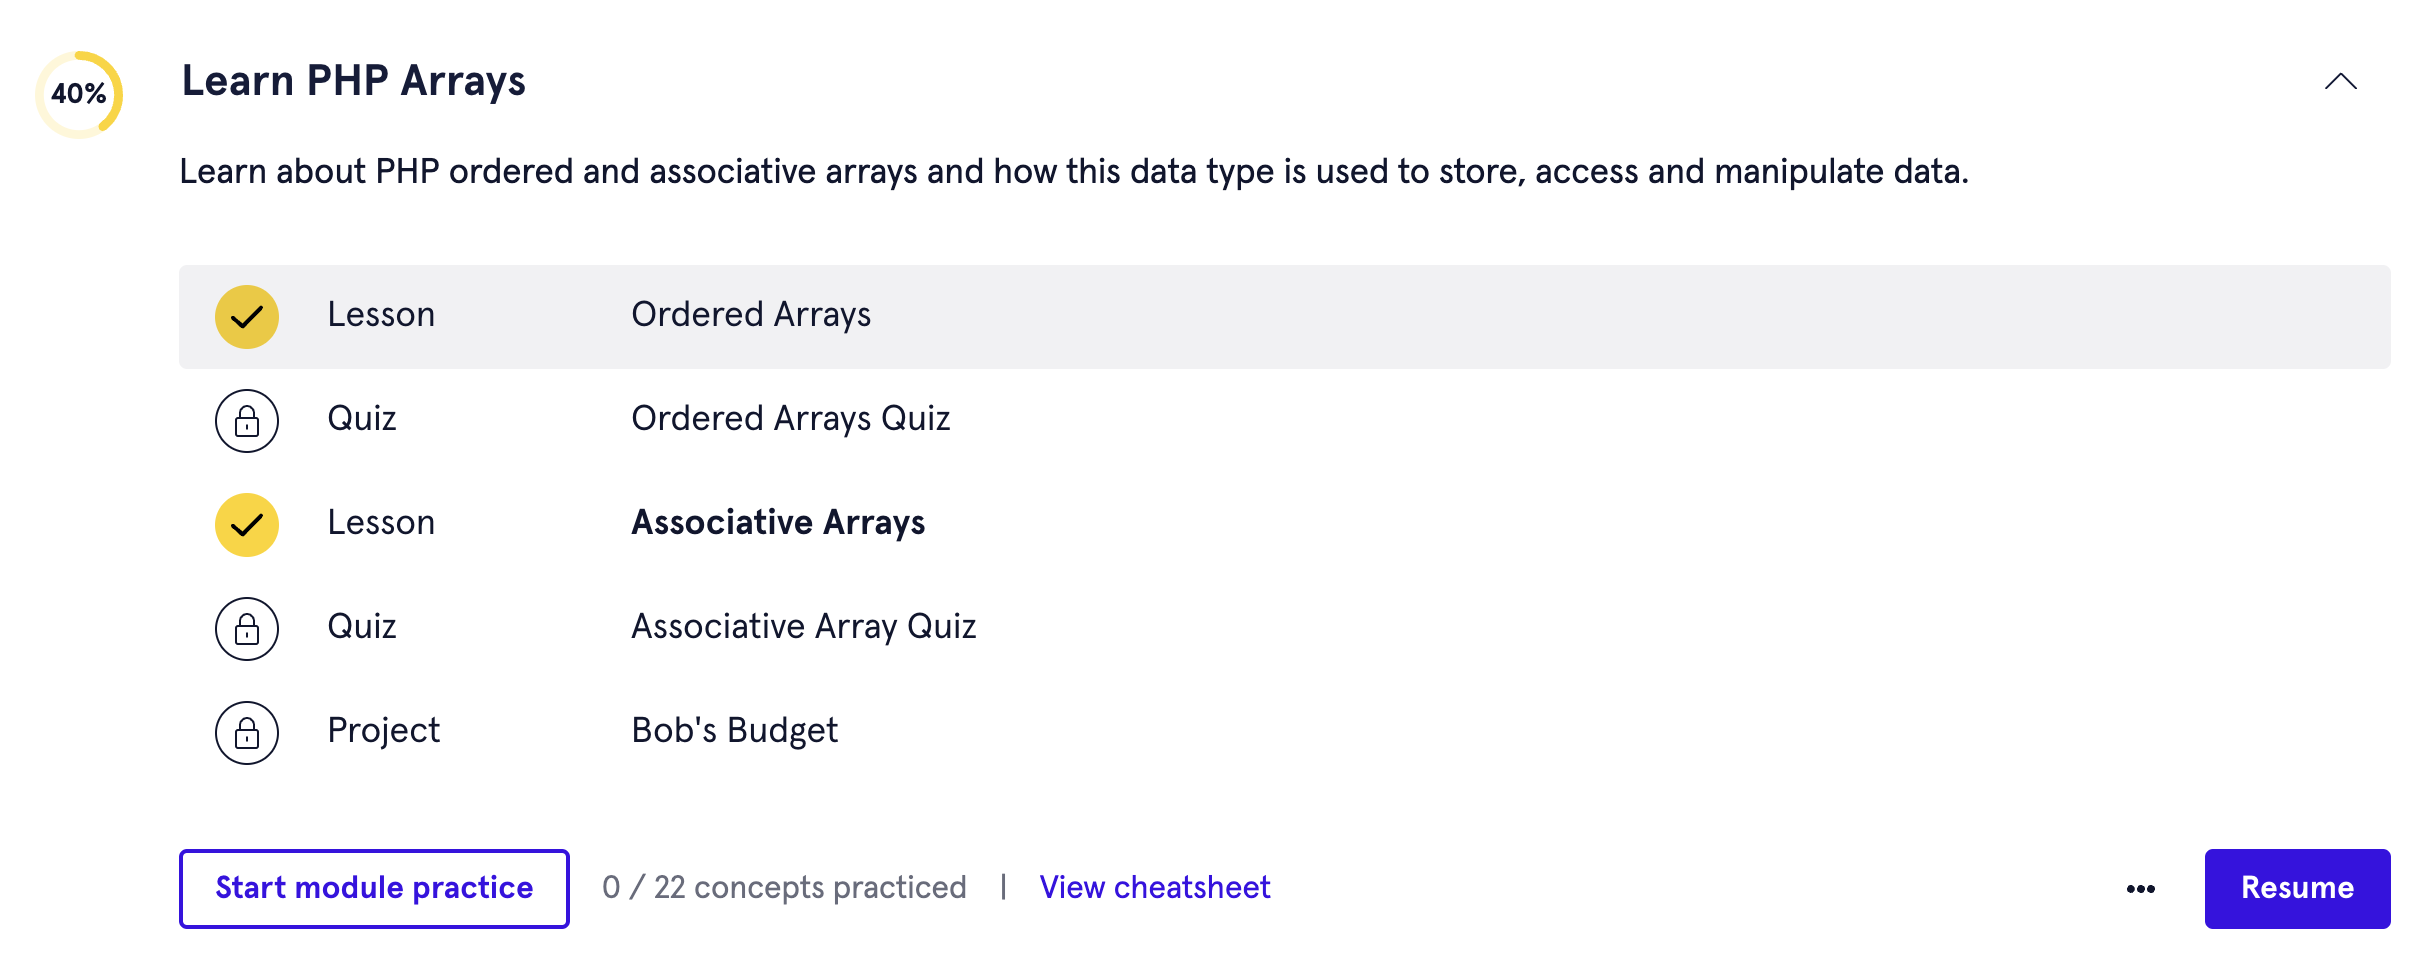 40%
Learn PHP Arrays
Learn about PHP ordered and associative arrays and how this data type is used to store, access and manipulate data.
Lesson Ordered Arrays
Quiz Ordered Arrays Quiz
Lesson Associative Arrays
Quiz Associative Array Quiz
Project Bob's Budget
Start module practice 0 / 22 concepts practiced | View cheatsheet ••• Resume